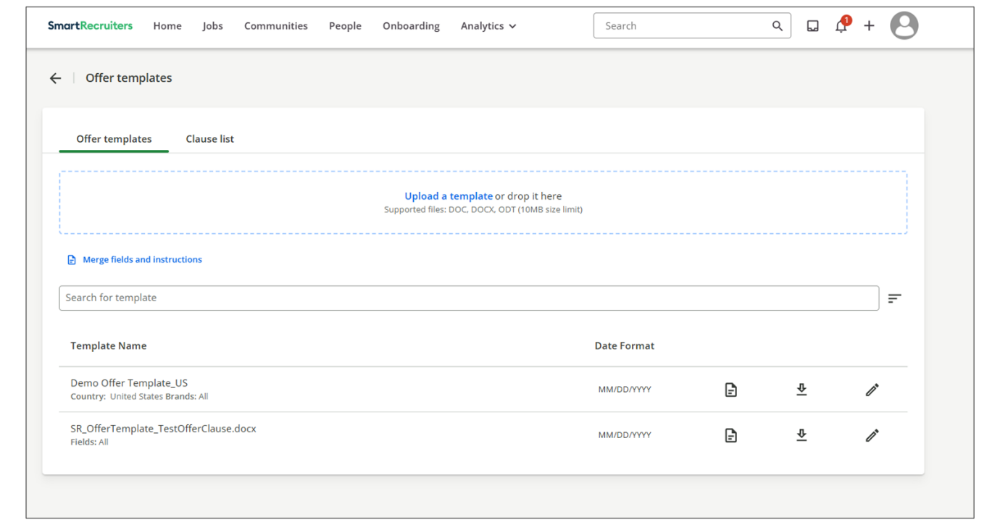 SmartRecruiters Home Jobs Communities People Onboarding Analytics Search 1
Offer templates
Offer templates Clause list
Upload a template or drop it here
Supported files: DOC, DOCX, ODT (10MB size limit)
Merge fields and instructions
Search for template
Template Name Date Format
Demo Offer Template_US
Country: United States Brands: All MM/DD/YYYY
SR_OfferTemplate_TestOfferClause.docx
Fields: All MM/DD/YYYY